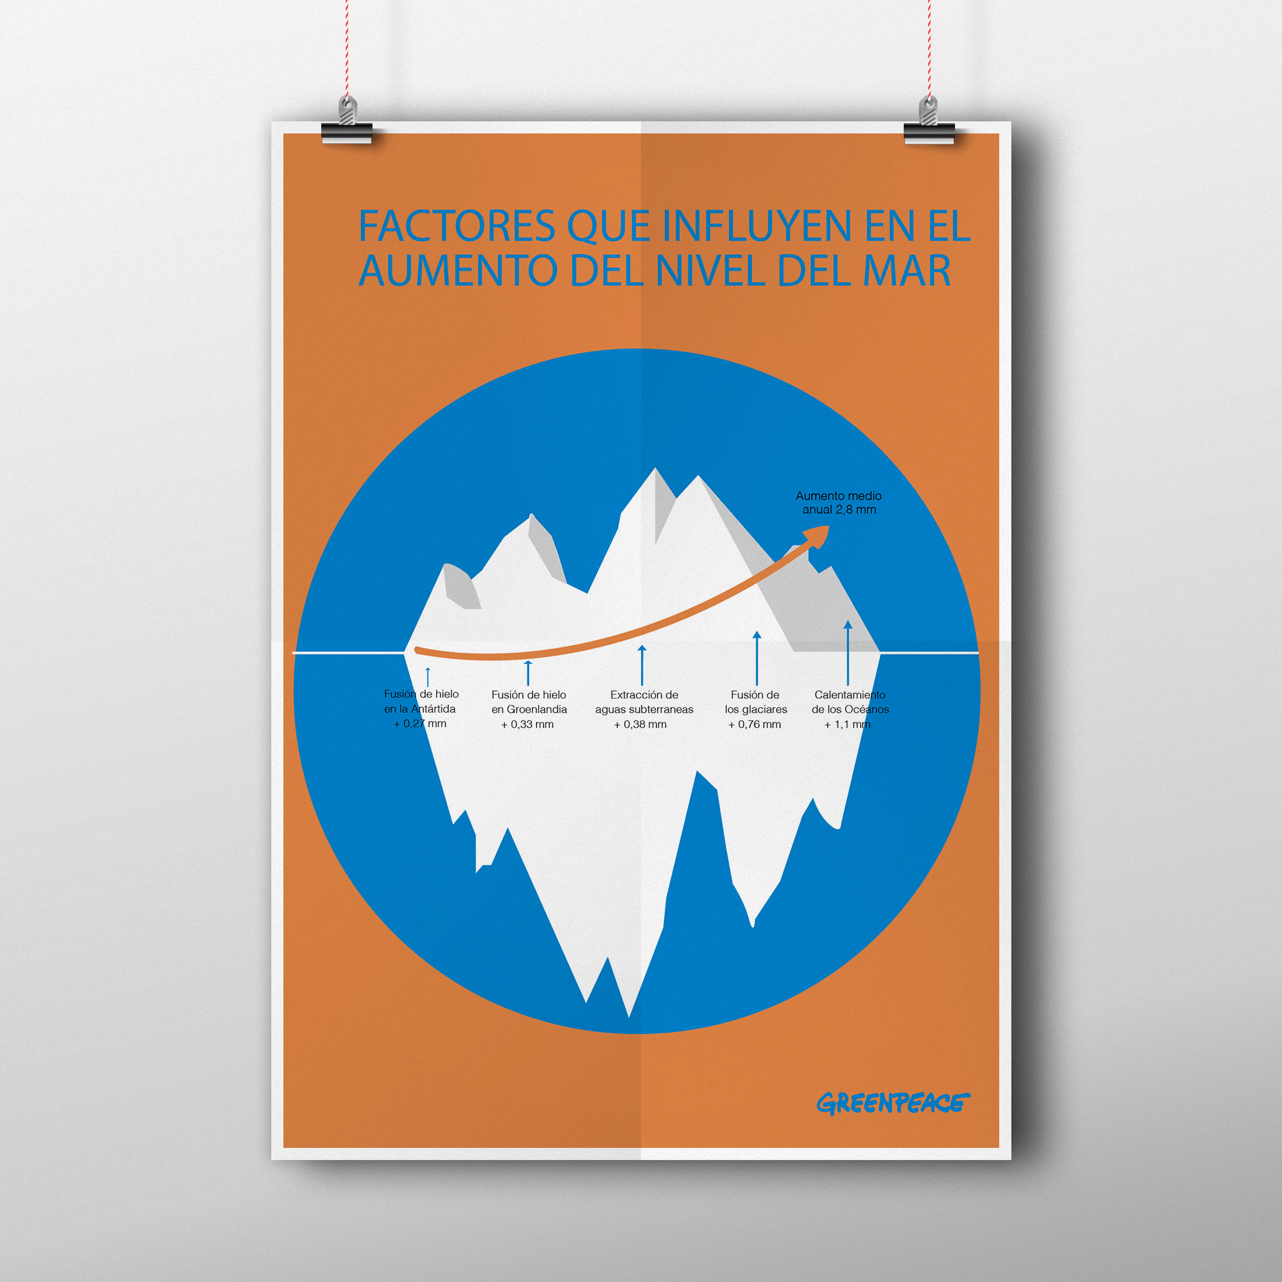 FACTORES QUE INFLUYEN EN EL
AUMENTO DEL NIVEL DEL MAR
Aumento medio
anual 2,8 mm
Fusión de hielo
en la Antártida
+ 0,27 mm
Fusión de hielo
en Groenlandia
+ 0,33 mm
Extracción de
aguas subterraneas
+ 0,38 mm
Fusión de
los glaciares
+ 0,76 mm
Calentamiento
de los Océanos
+ 1,1 mm
GREENPEACE